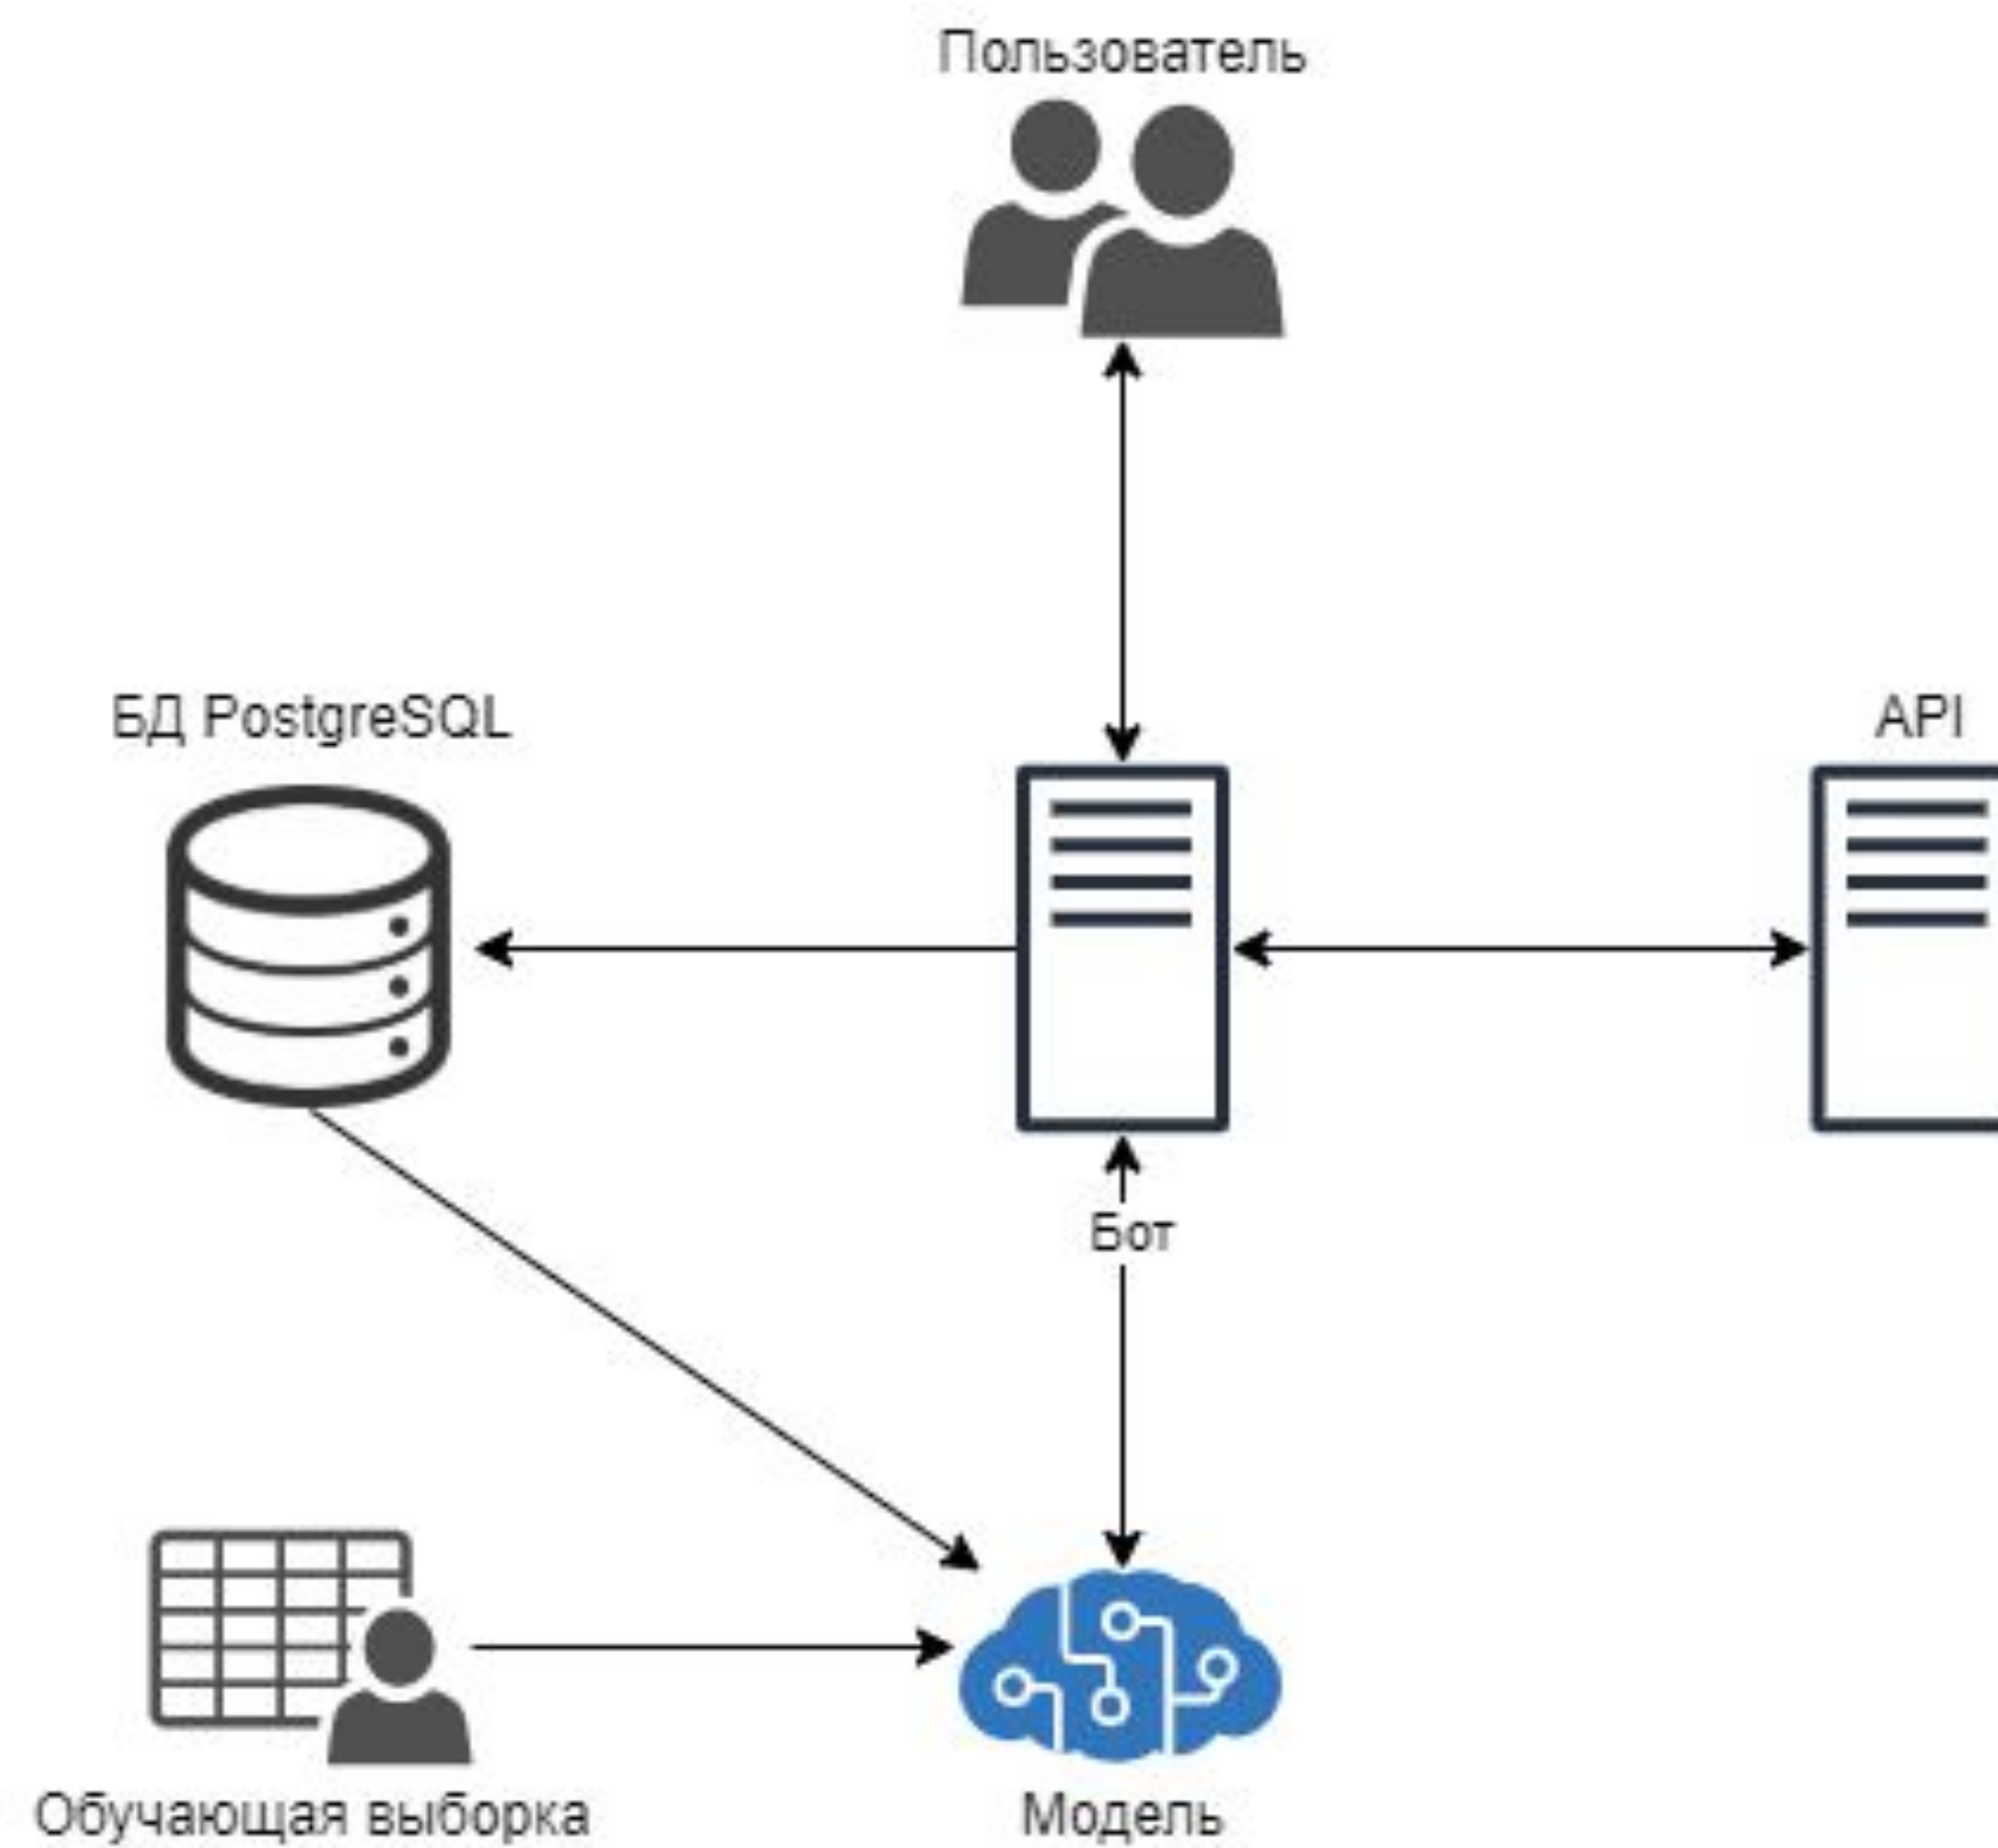 Пользователь
БД PostgreSQL
API
Бот
Обучающая выборка
Модель